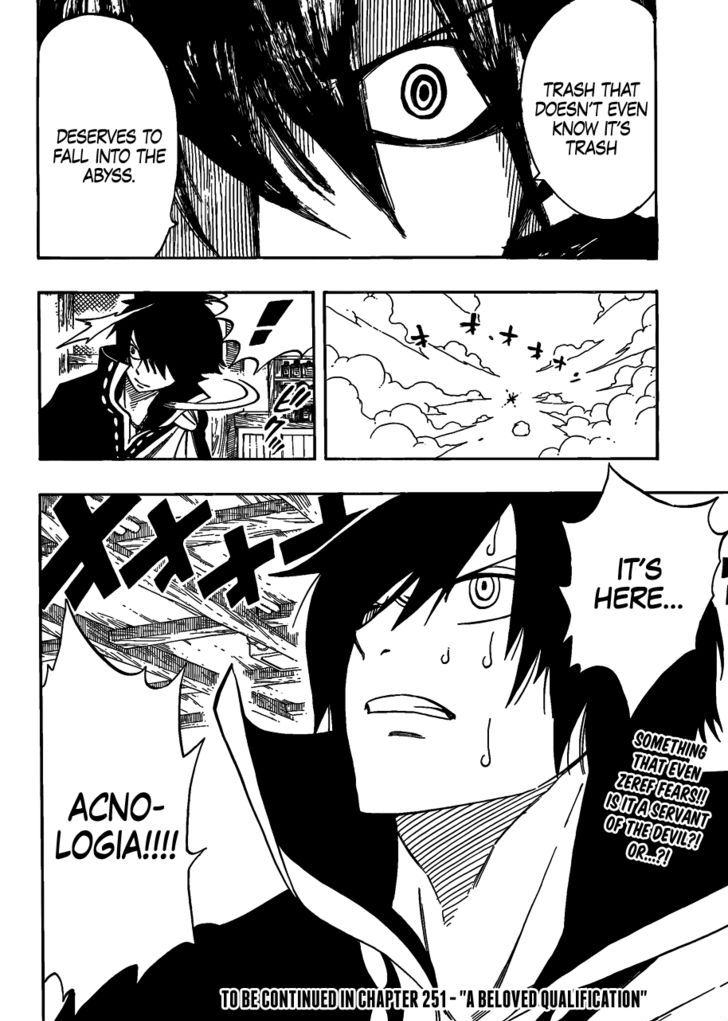 TRASH THAT
DOESN'T EVEN
KNOW IT'S
TRASH
DESERVES TO
FALL INTO THE
ABYSS.
!
IT'S
HERE...
ACNO-
LOGIA!!!!
SOMETHING
THAT EVEN
ZEREF FEARS!!
IS IT A SERVANT
OF THE DEVIL?!
OR...?!
TO BE CONTINUED IN CHAPTER 251 - "A BELOVED QUALIFICATION"